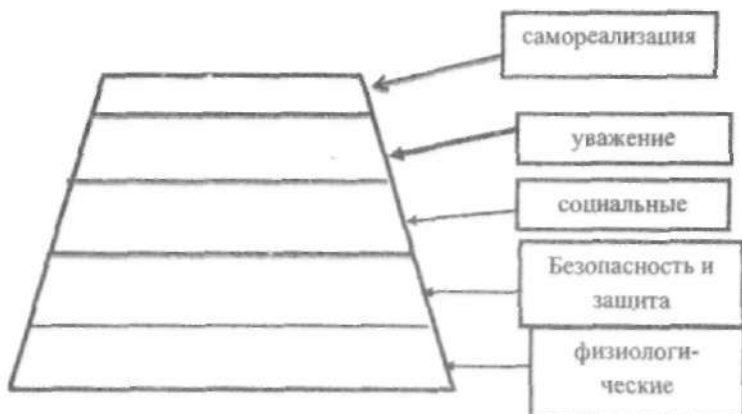 самореализация
уважение
социальные
Безопасность и
защита
физиологи-
ческие